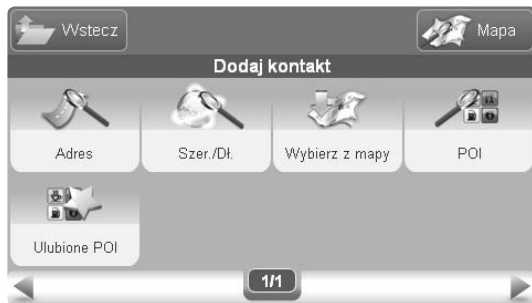 Wstecz
Mapa
Dodaj kontakt
Adres
Szer./Dł.
Wybierz z mapy
POI
Ulubione POI
1/1